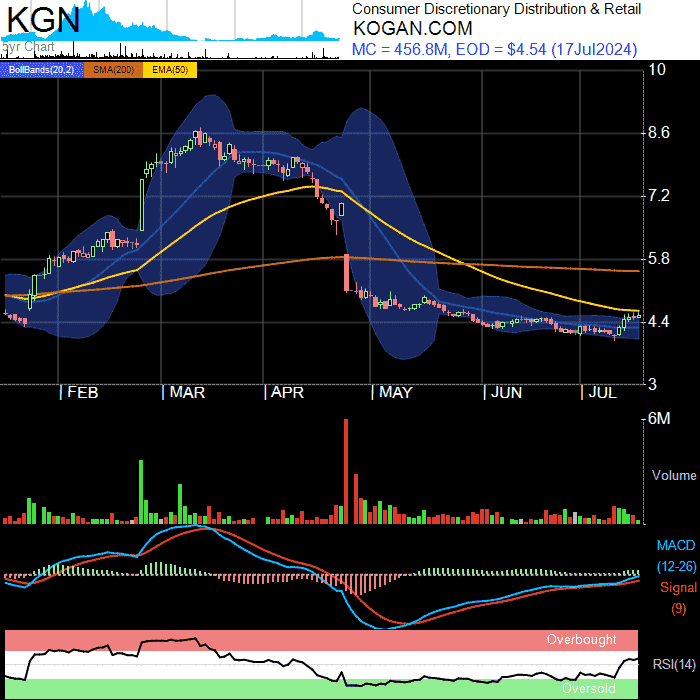 KGN
5yr Chart
Consumer Discretionary Distribution & Retail
KOGAN.COM
MC = 456.8M, EOD = $4.54 (17Jul2024)
BollBands(20,2) SMA(200) EMA(50)
10
8.6
7.2
5.8
4.4
3
FEB MAR APR MAY JUN JUL
6M
Volume
MACD
(12-26)
Signal
(9)
Overbought
RSI(14)
Oversold